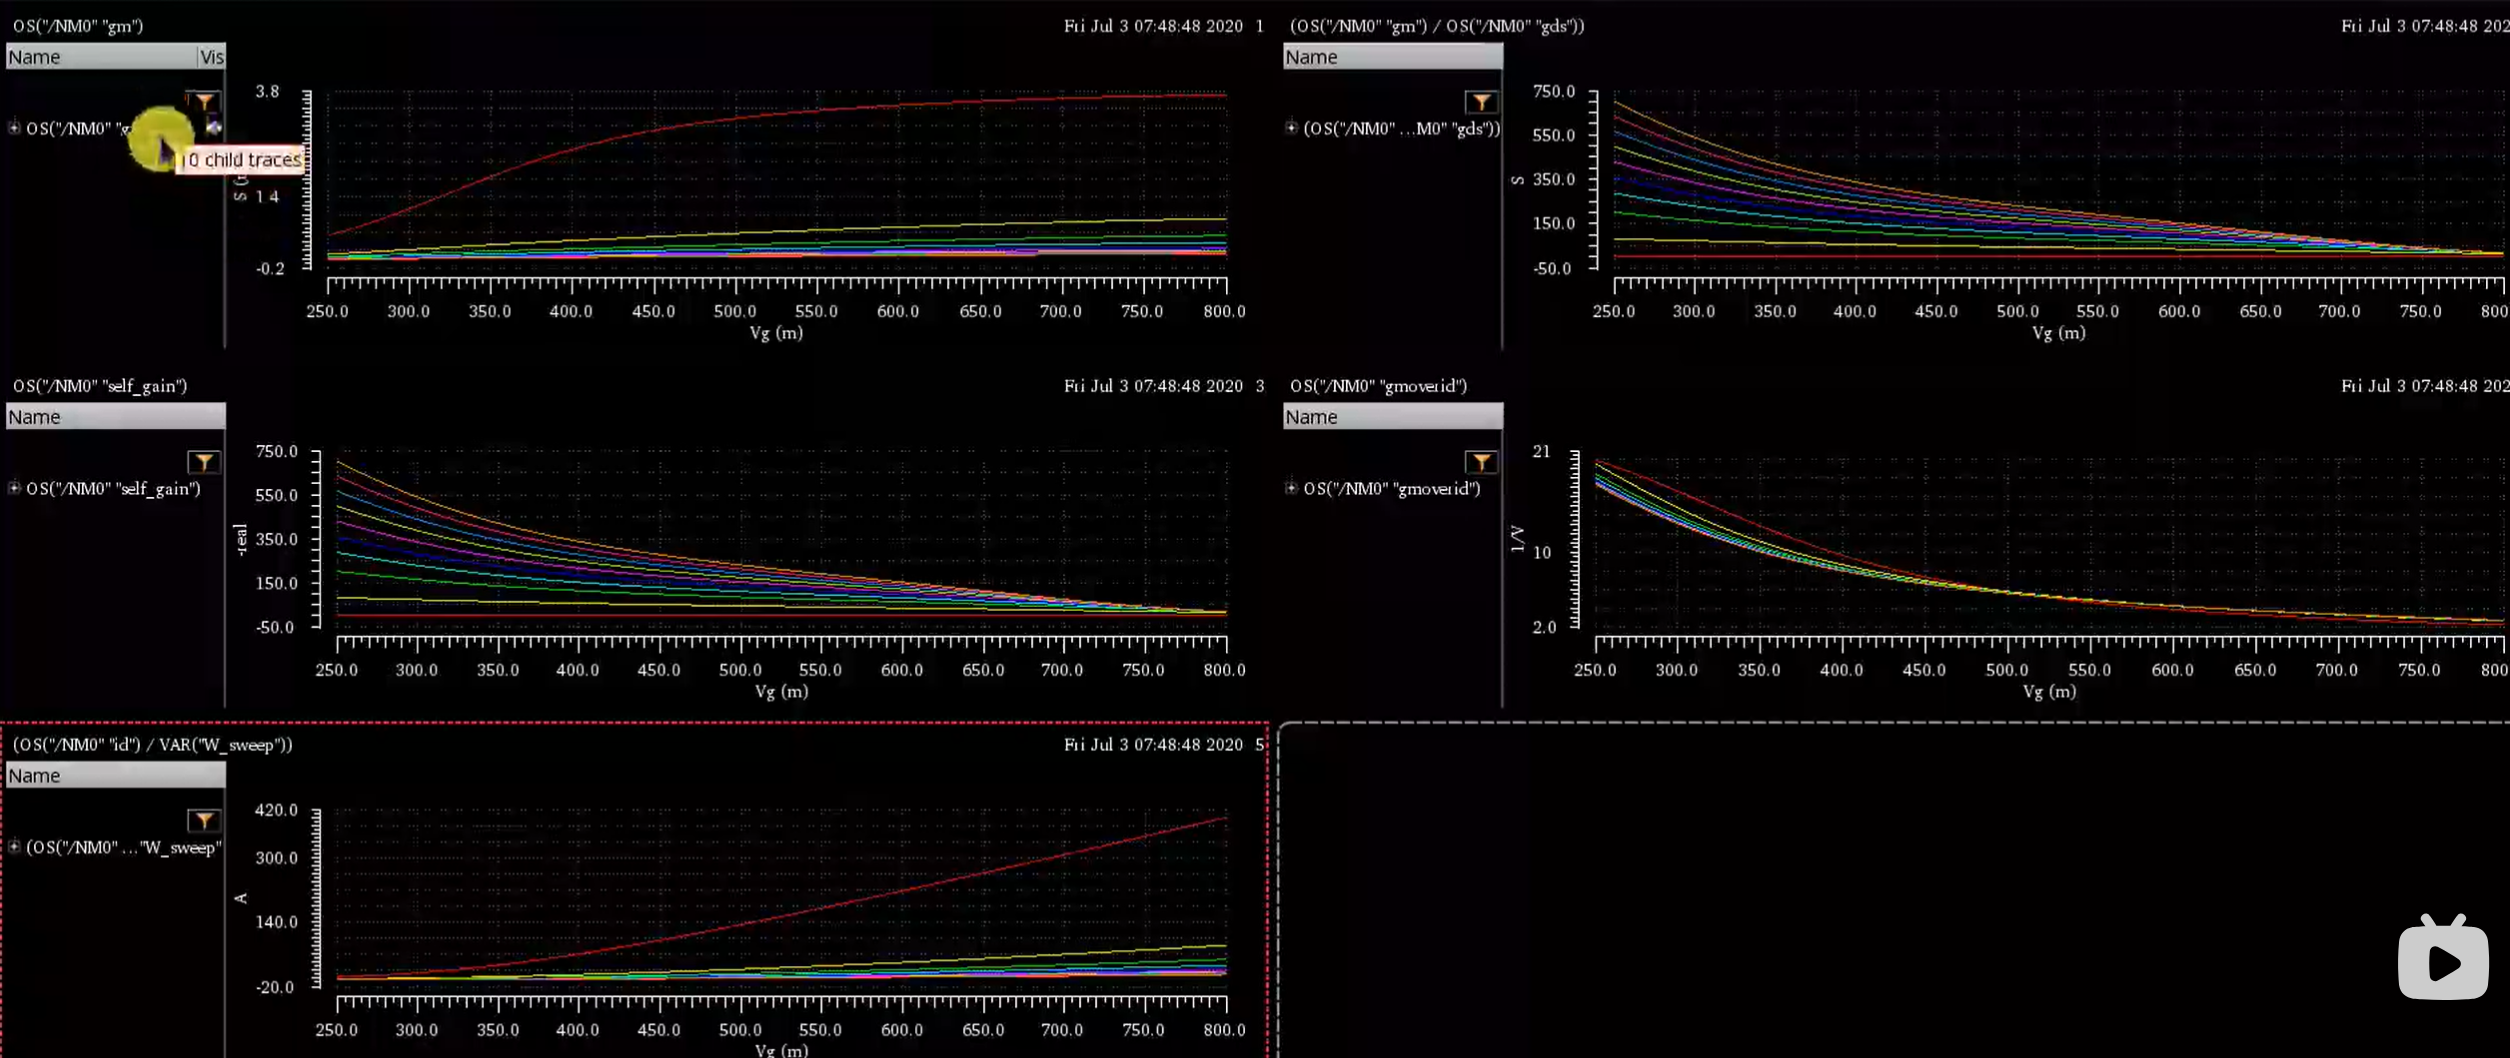 OS("/NM0" "gm")
Fri Jul 3 07:48:48 2020 1
Name Vis
OS("/NM0" "g
0 child traces
3.8
1.4
-0.2
S (
250.0 300.0 350.0 400.0 450.0 500.0 550.0 600.0 650.0 700.0 750.0 800.0
Vg (m)
(OS("/NM0" "gm") / OS("/NM0" "gds"))
Fri Jul 3 07:48:48 202
Name
(OS("/NM0" ...M0" "gds"))
750.0
550.0
350.0
150.0
-50.0
S
250.0 300.0 350.0 400.0 450.0 500.0 550.0 600.0 650.0 700.0 750.0 800
Vg (m)
OS("/NM0" "self_gain")
Fri Jul 3 07:48:48 2020 3
Name
OS("/NM0" "self_gain")
750.0
550.0
350.0
150.0
-50.0
-real
250.0 300.0 350.0 400.0 450.0 500.0 550.0 600.0 650.0 700.0 750.0 800.0
Vg (m)
OS("/NM0" "gmoverid")
Fri Jul 3 07:48:48 202
Name
OS("/NM0" "gmoverid")
21
10
2.0
1/V
250.0 300.0 350.0 400.0 450.0 500.0 550.0 600.0 650.0 700.0 750.0 800
Vg (m)
(OS("/NM0" "id") / VAR("W_sweep"))
Fri Jul 3 07:48:48 2020 5
Name
(OS("/NM0" ..."W_sweep"
420.0
300.0
140.0
-20.0
A
250.0 300.0 350.0 400.0 450.0 500.0 550.0 600.0 650.0 700.0 750.0 800.0
Vg (m)